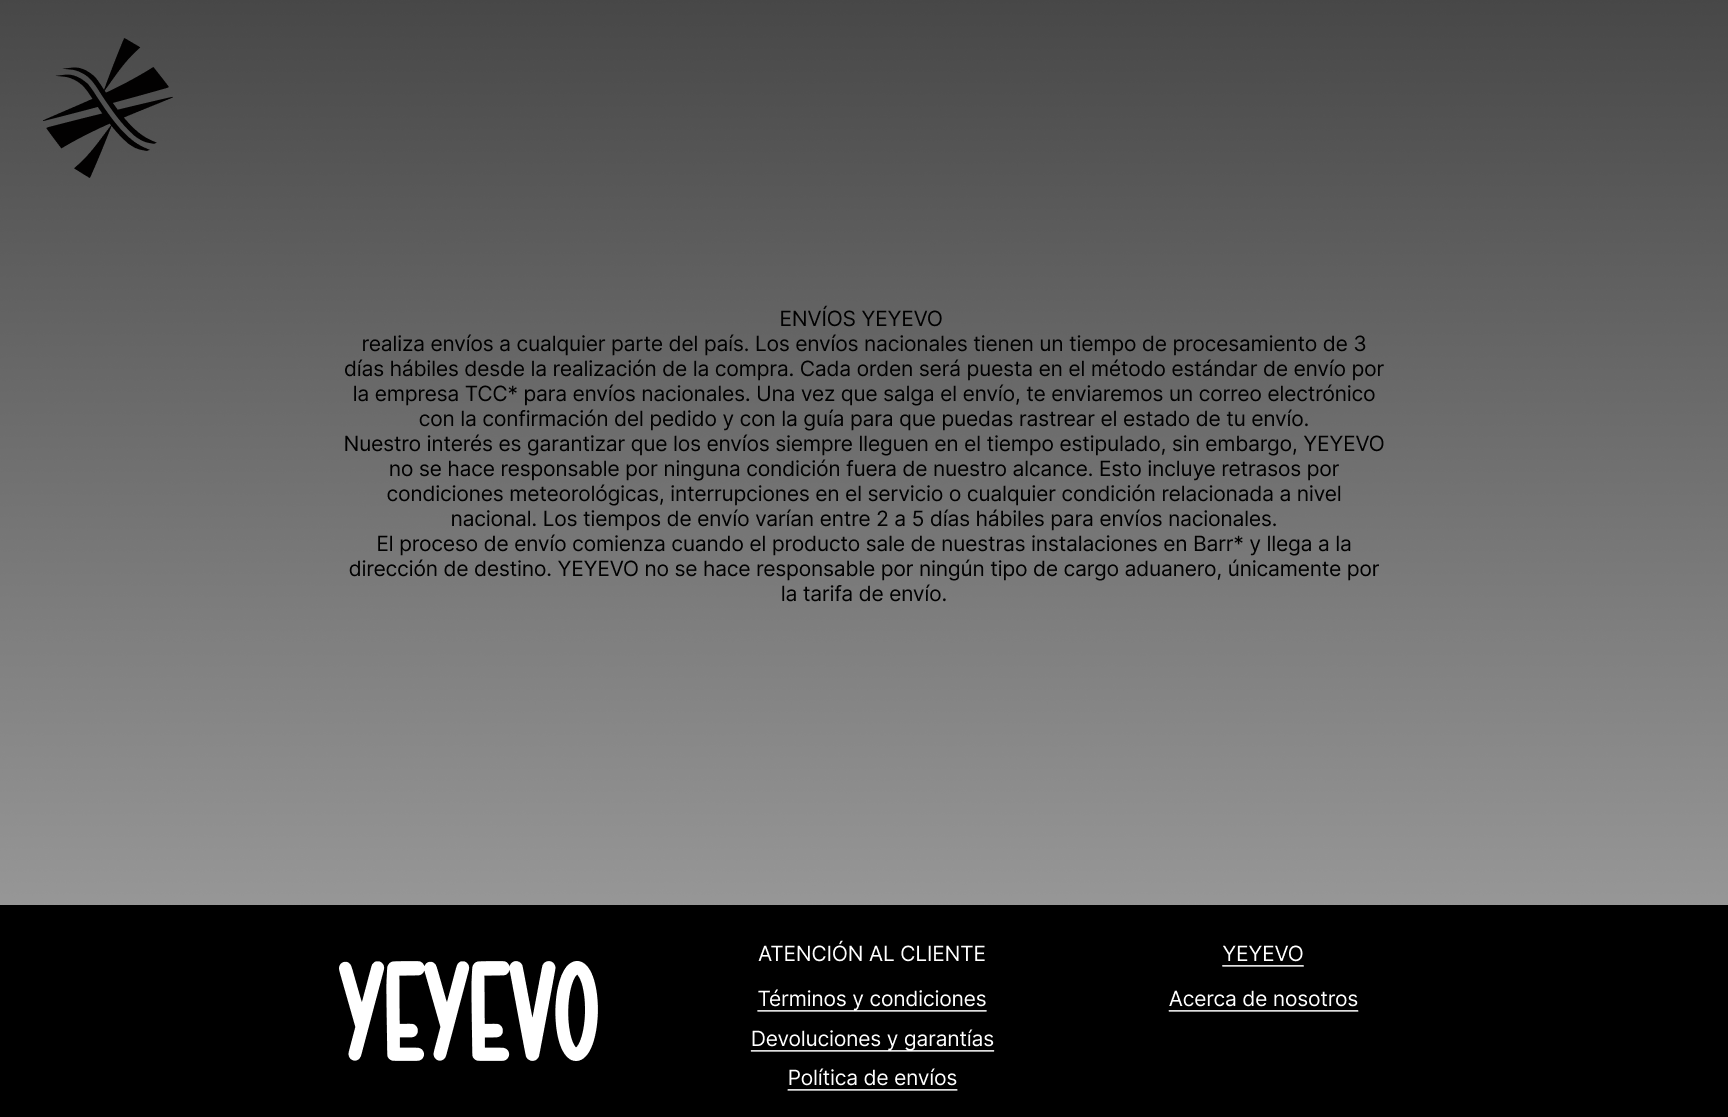 ENVÍOS YEYEVO
realiza envíos a cualquier parte del país. Los envíos nacionales tienen un tiempo de procesamiento de 3
días hábiles desde la realización de la compra. Cada orden será puesta en el método estándar de envío por
la empresa TCC* para envíos nacionales. Una vez que salga el envío, te enviaremos un correo electrónico
con la confirmación del pedido y con la guía para que puedas rastrear el estado de tu envío.
Nuestro interés es garantizar que los envíos siempre lleguen en el tiempo estipulado, sin embargo, YEYEVO
no se hace responsable por ninguna condición fuera de nuestro alcance. Esto incluye retrasos por
condiciones meteorológicas, interrupciones en el servicio o cualquier condición relacionada a nivel
nacional. Los tiempos de envío varían entre 2 a 5 días hábiles para envíos nacionales.
El proceso de envío comienza cuando el producto sale de nuestras instalaciones en Barr* y llega a la
dirección de destino. YEYEVO no se hace responsable por ningún tipo de cargo aduanero, únicamente por
la tarifa de envío.
YEYEVO
ATENCIÓN AL CLIENTE
Términos y condiciones
Devoluciones y garantías
Política de envíos
YEYEVO
Acerca de nosotros